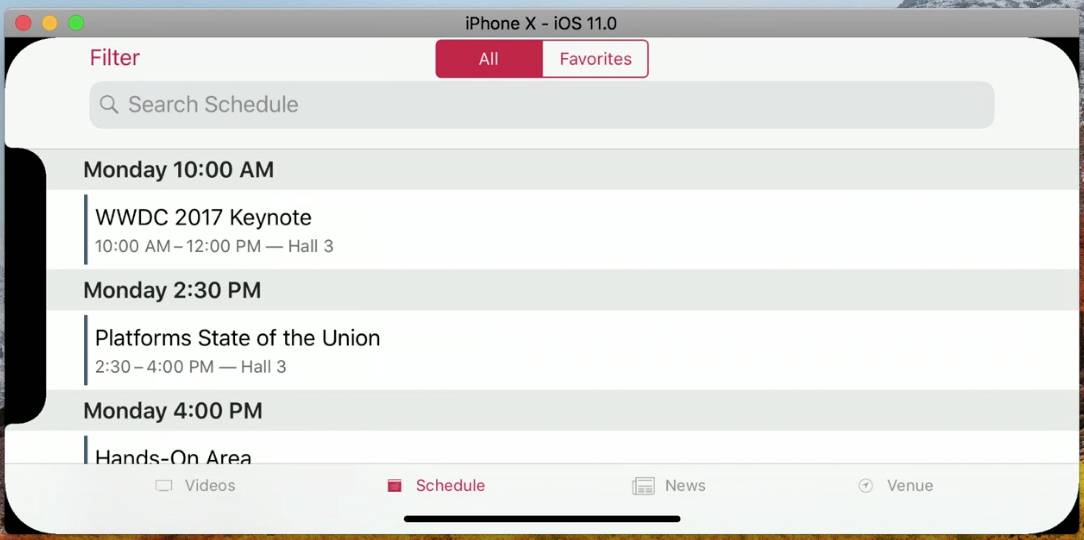 iPhone X - iOS 11.0
Filter
All
Favorites
Search Schedule
Monday 10:00 AM
WWDC 2017 Keynote
10:00 AM – 12:00 PM — Hall 3
Monday 2:30 PM
Platforms State of the Union
2:30 – 4:00 PM — Hall 3
Monday 4:00 PM
Hands-On Area
Videos
Schedule
News
Venue